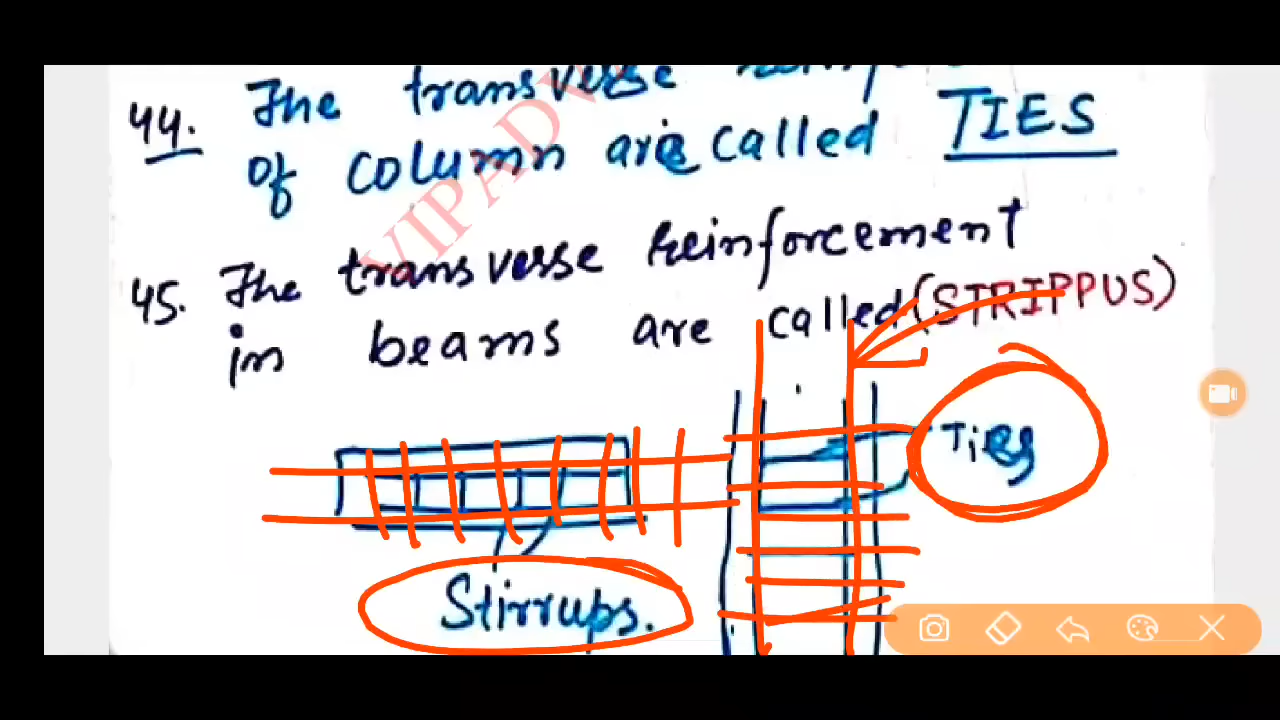 44. The transverse
of column are called TIES
VIPADW
45. The transverse reinforcement
in beams are called (STRIPPUS)
Ties
Stirrups.